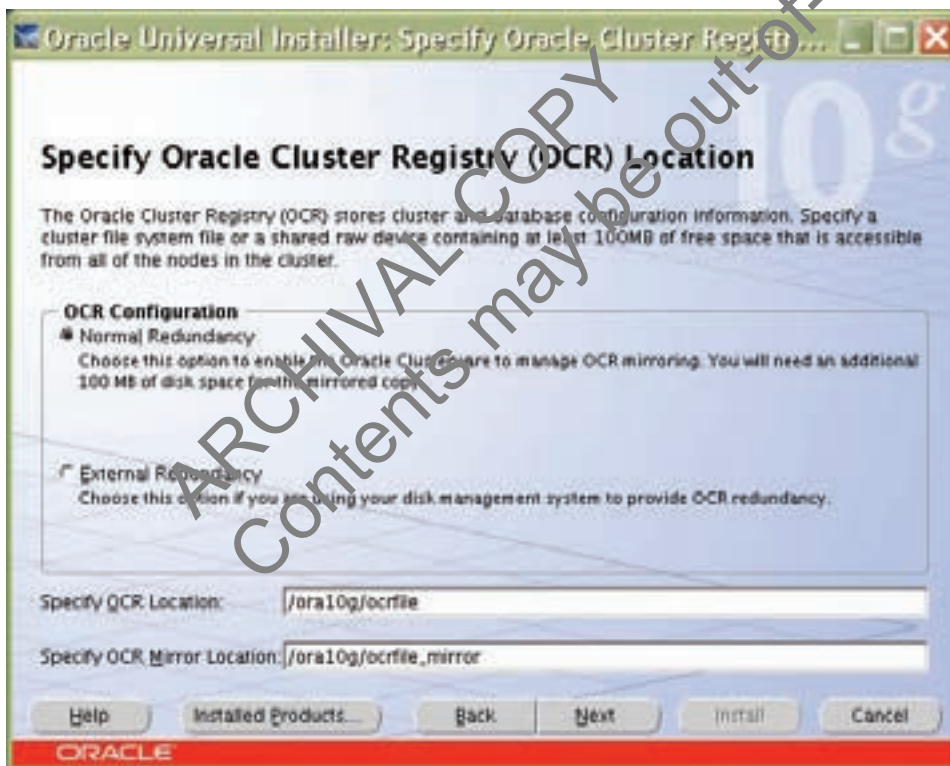 Oracle Universal Installer: Specify Oracle Cluster Registr...
10g
Specify Oracle Cluster Registry (OCR) Location
The Oracle Cluster Registry (OCR) stores cluster and database configuration information. Specify a
cluster file system file or a shared raw device containing at least 100MB of free space that is accessible
from all of the nodes in the cluster.
OCR Configuration
Normal Redundancy
Choose this option to enable the Oracle Clusterware to manage OCR mirroring. You will need an additional
100 MB of disk space for the mirrored copy.
External Redundancy
Choose this option if you are using your disk management system to provide OCR redundancy.
Specify OCR Location: /ora10g/ocrfile
Specify OCR Mirror Location: /ora10g/ocrfile_mirror
Help Installed Products... Back Next Install Cancel
ORACLE
ARCHIVAL COPY
Contents may be out-of-